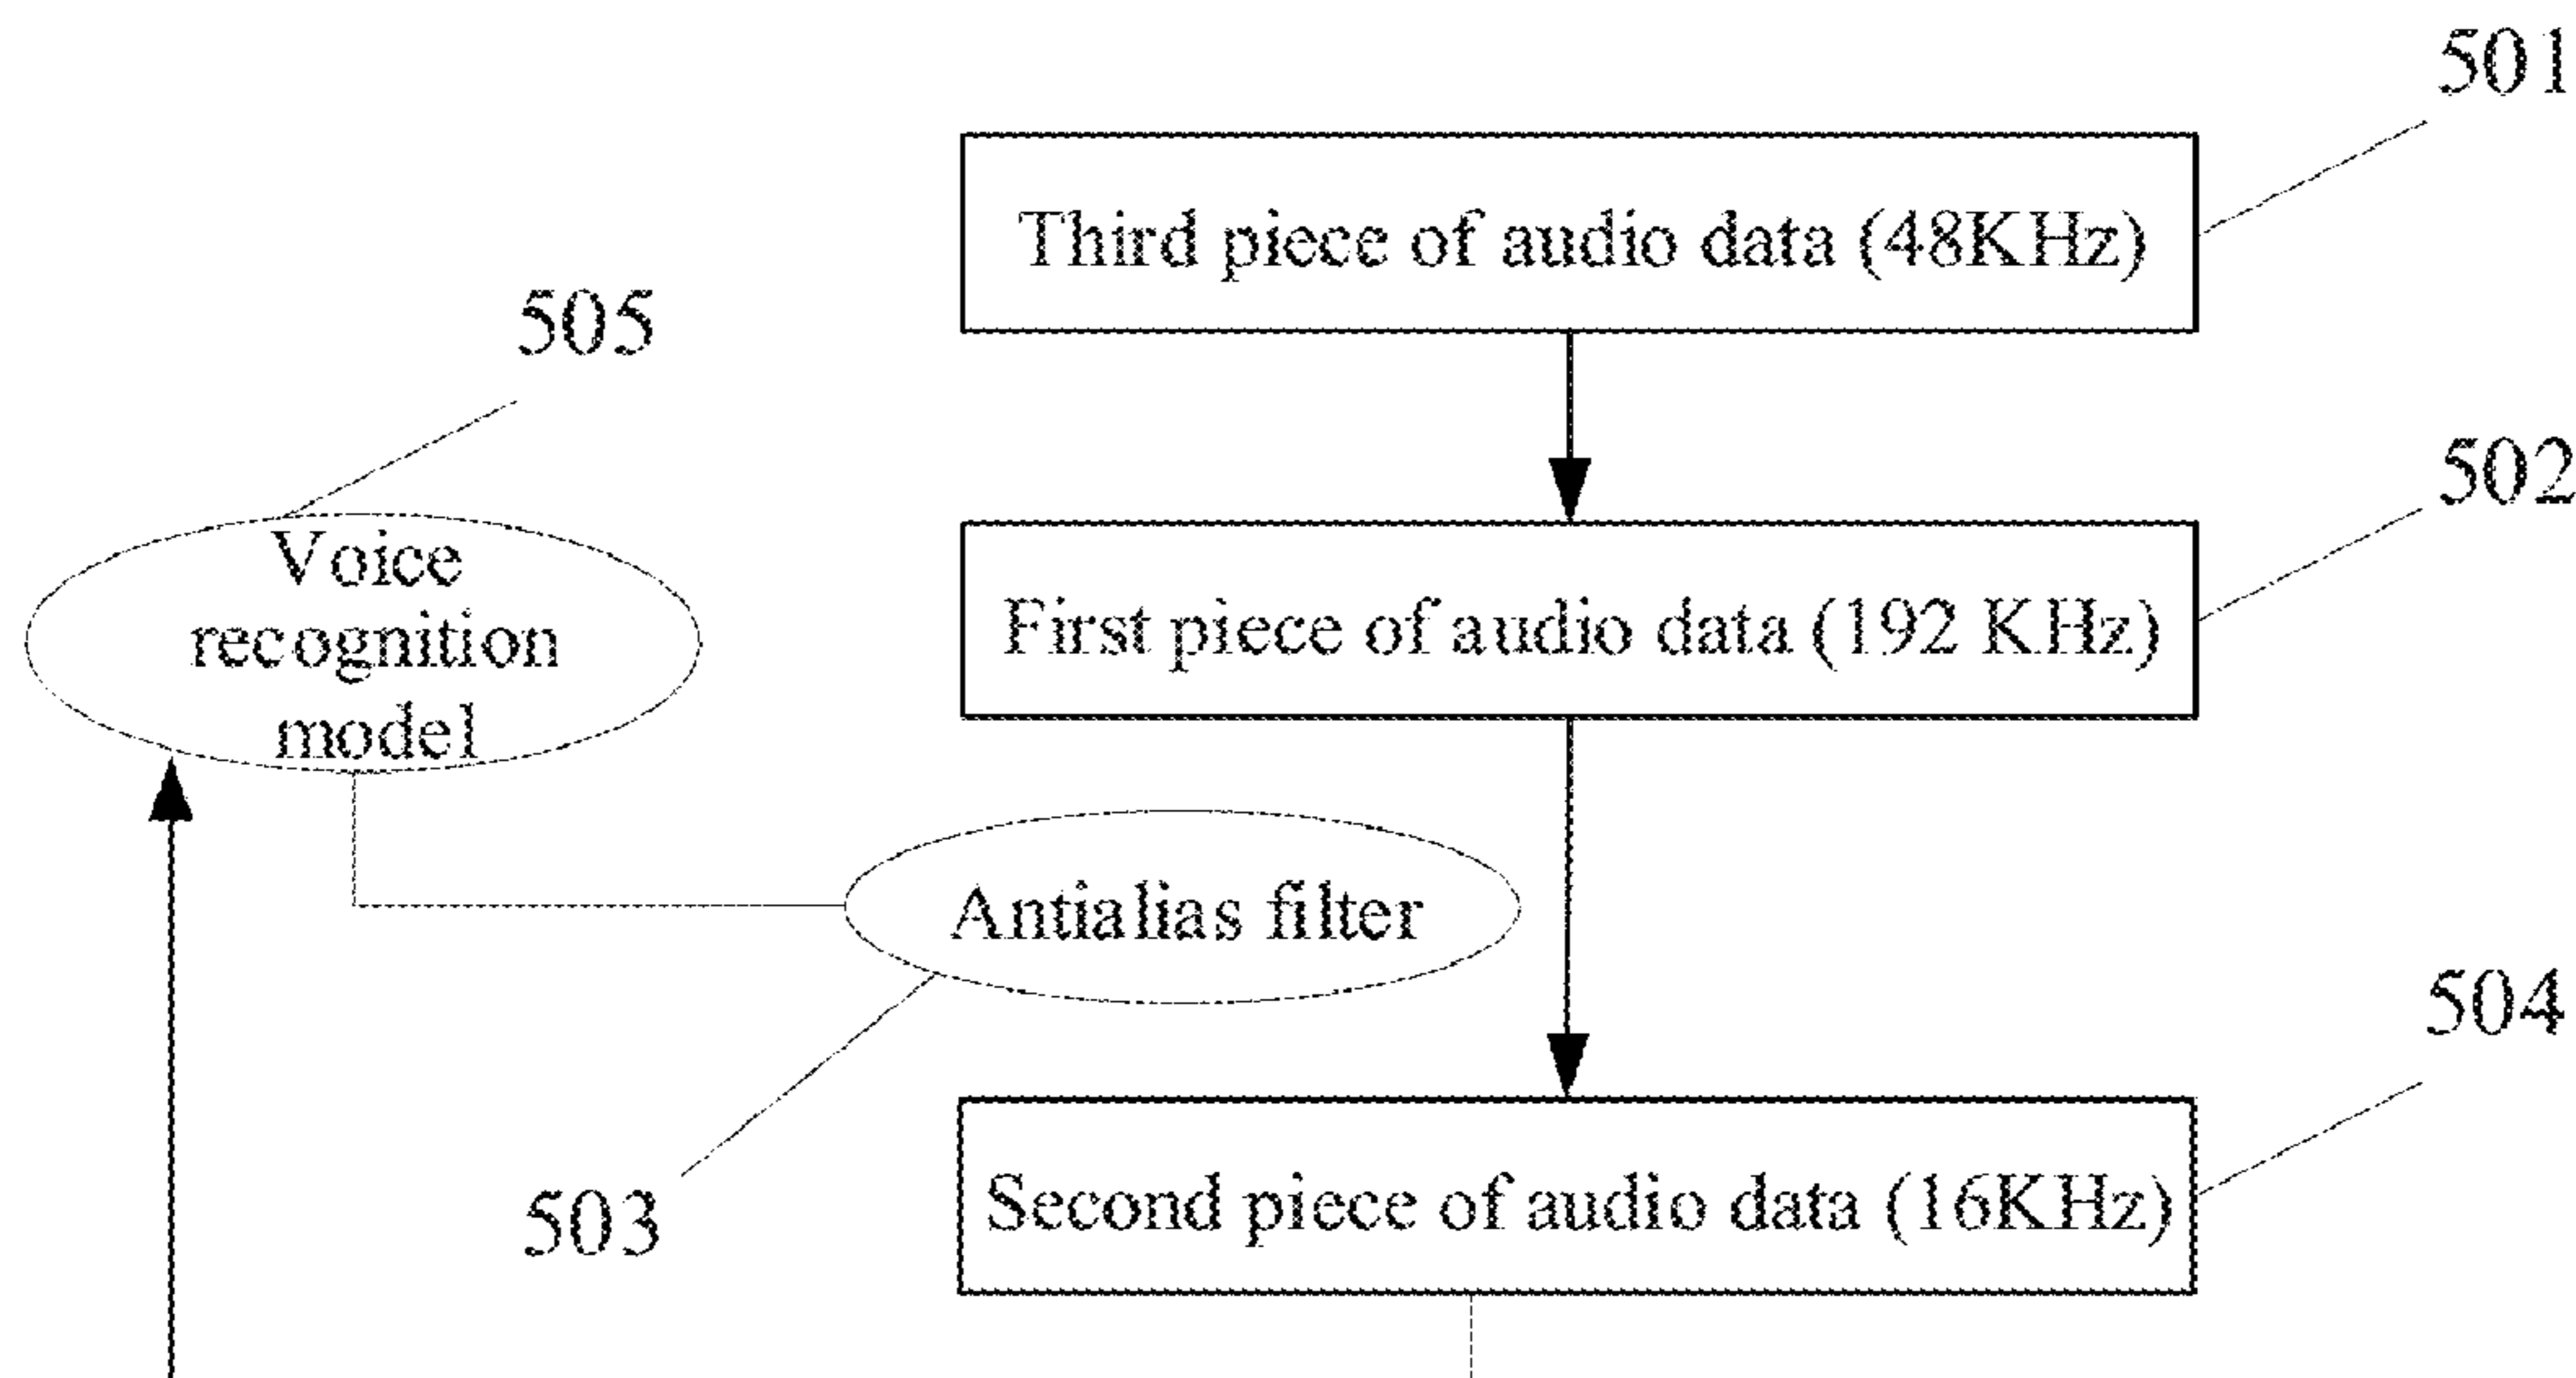 501
Third piece of audio data (48KHz)
505
502
Voice
recognition
model
First piece of audio data (192 KHz)
Antialias filter
504
503
Second piece of audio data (16KHz)